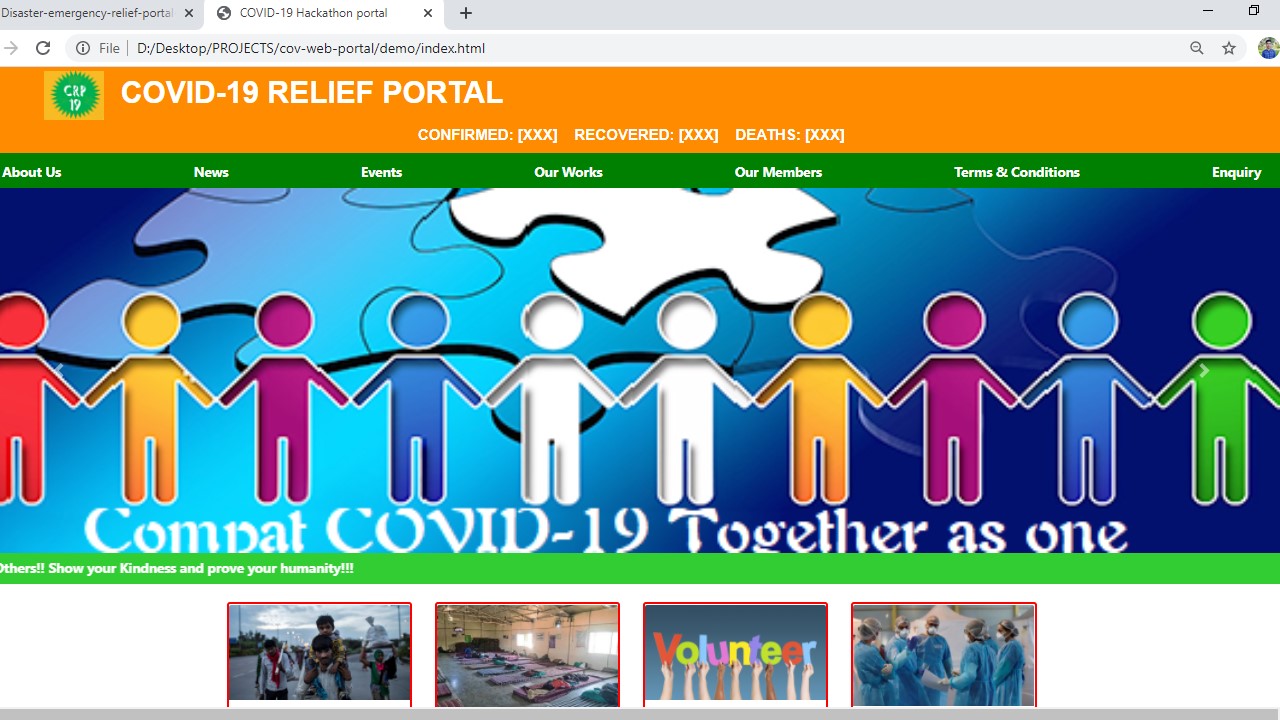 Disaster-emergency-relief-portal
COVID-19 Hackathon portal
File
D:/Desktop/PROJECTS/cov-web-portal/demo/index.html
CRP
19
COVID-19 RELIEF PORTAL
CONFIRMED: [XXX] RECOVERED: [XXX] DEATHS: [XXX]
About Us News Events Our Works Our Members Terms & Conditions Enquiry
Compat COVID-19 Together as one
Others!! Show your Kindness and prove your humanity!!!
Volunteer